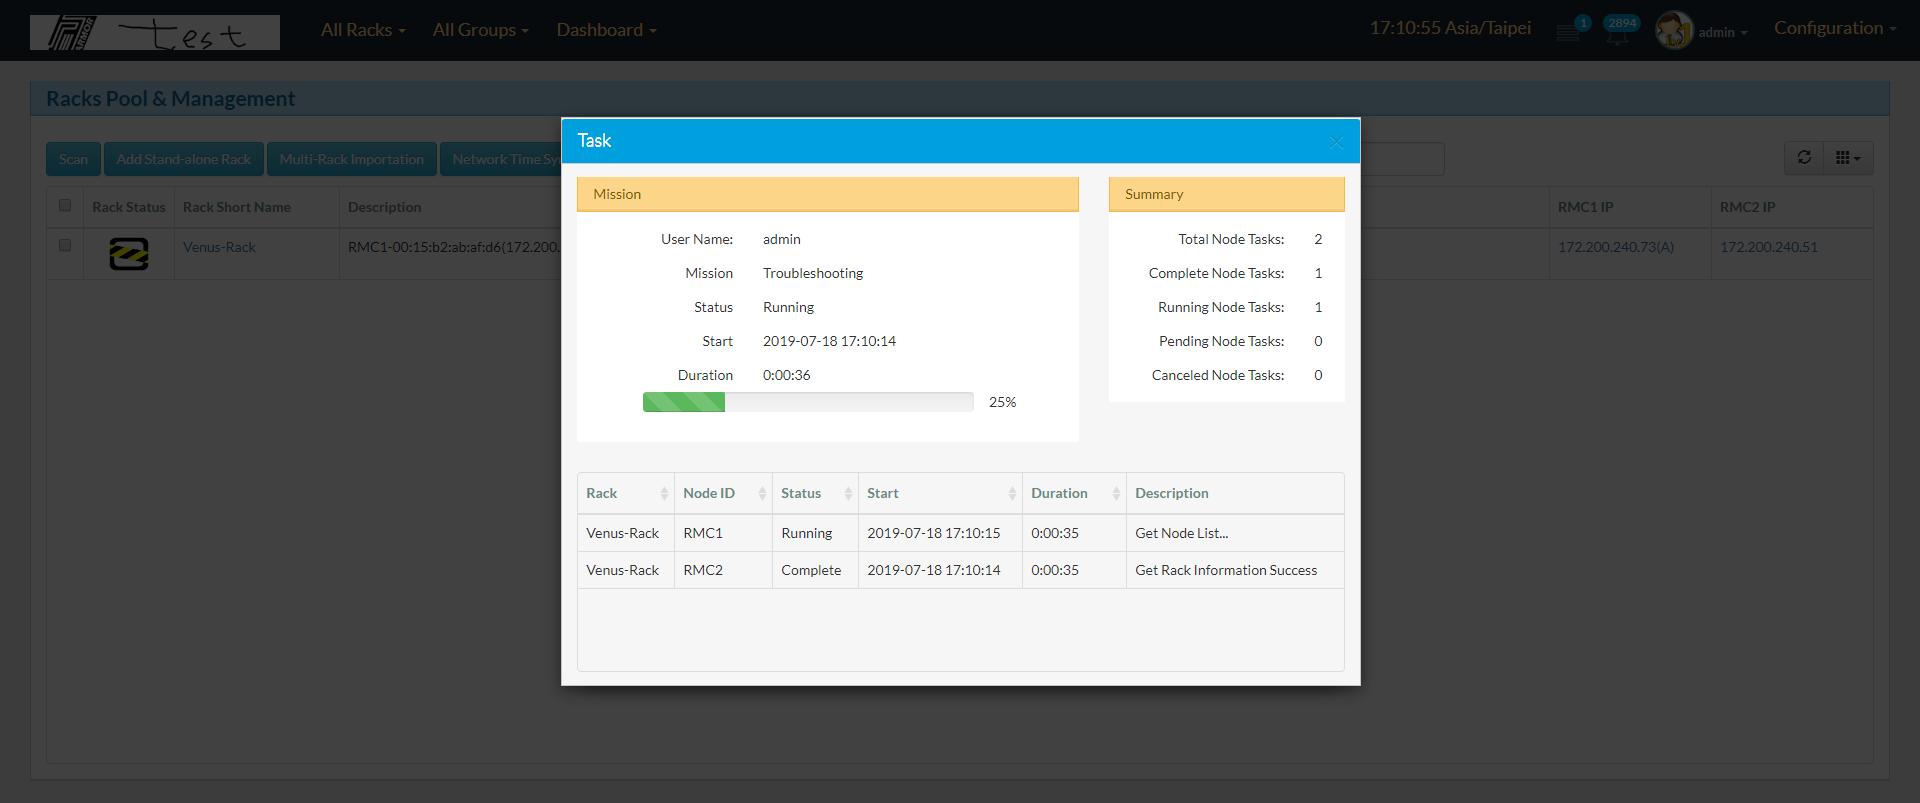 ARMOR test
All Racks All Groups Dashboard 17:10:55 Asia/Taipei 1 2894 admin Configuration
Racks Pool & Management
Scan Add Stand-alone Rack Multi-Rack Importation Network Time Sy
Rack Status Rack Short Name Description RMC1 IP RMC2 IP
Venus-Rack RMC1-00:15:b2:ab:af:d6(172.200. 172.200.240.73(A) 172.200.240.51
Task
Mission
User Name: admin
Mission Troubleshooting
Status Running
Start 2019-07-18 17:10:14
Duration 0:00:36
25%
Summary
Total Node Tasks: 2
Complete Node Tasks: 1
Running Node Tasks: 1
Pending Node Tasks: 0
Canceled Node Tasks: 0
Rack Node ID Status Start Duration Description
Venus-Rack RMC1 Running 2019-07-18 17:10:15 0:00:35 Get Node List...
Venus-Rack RMC2 Complete 2019-07-18 17:10:14 0:00:35 Get Rack Information Success